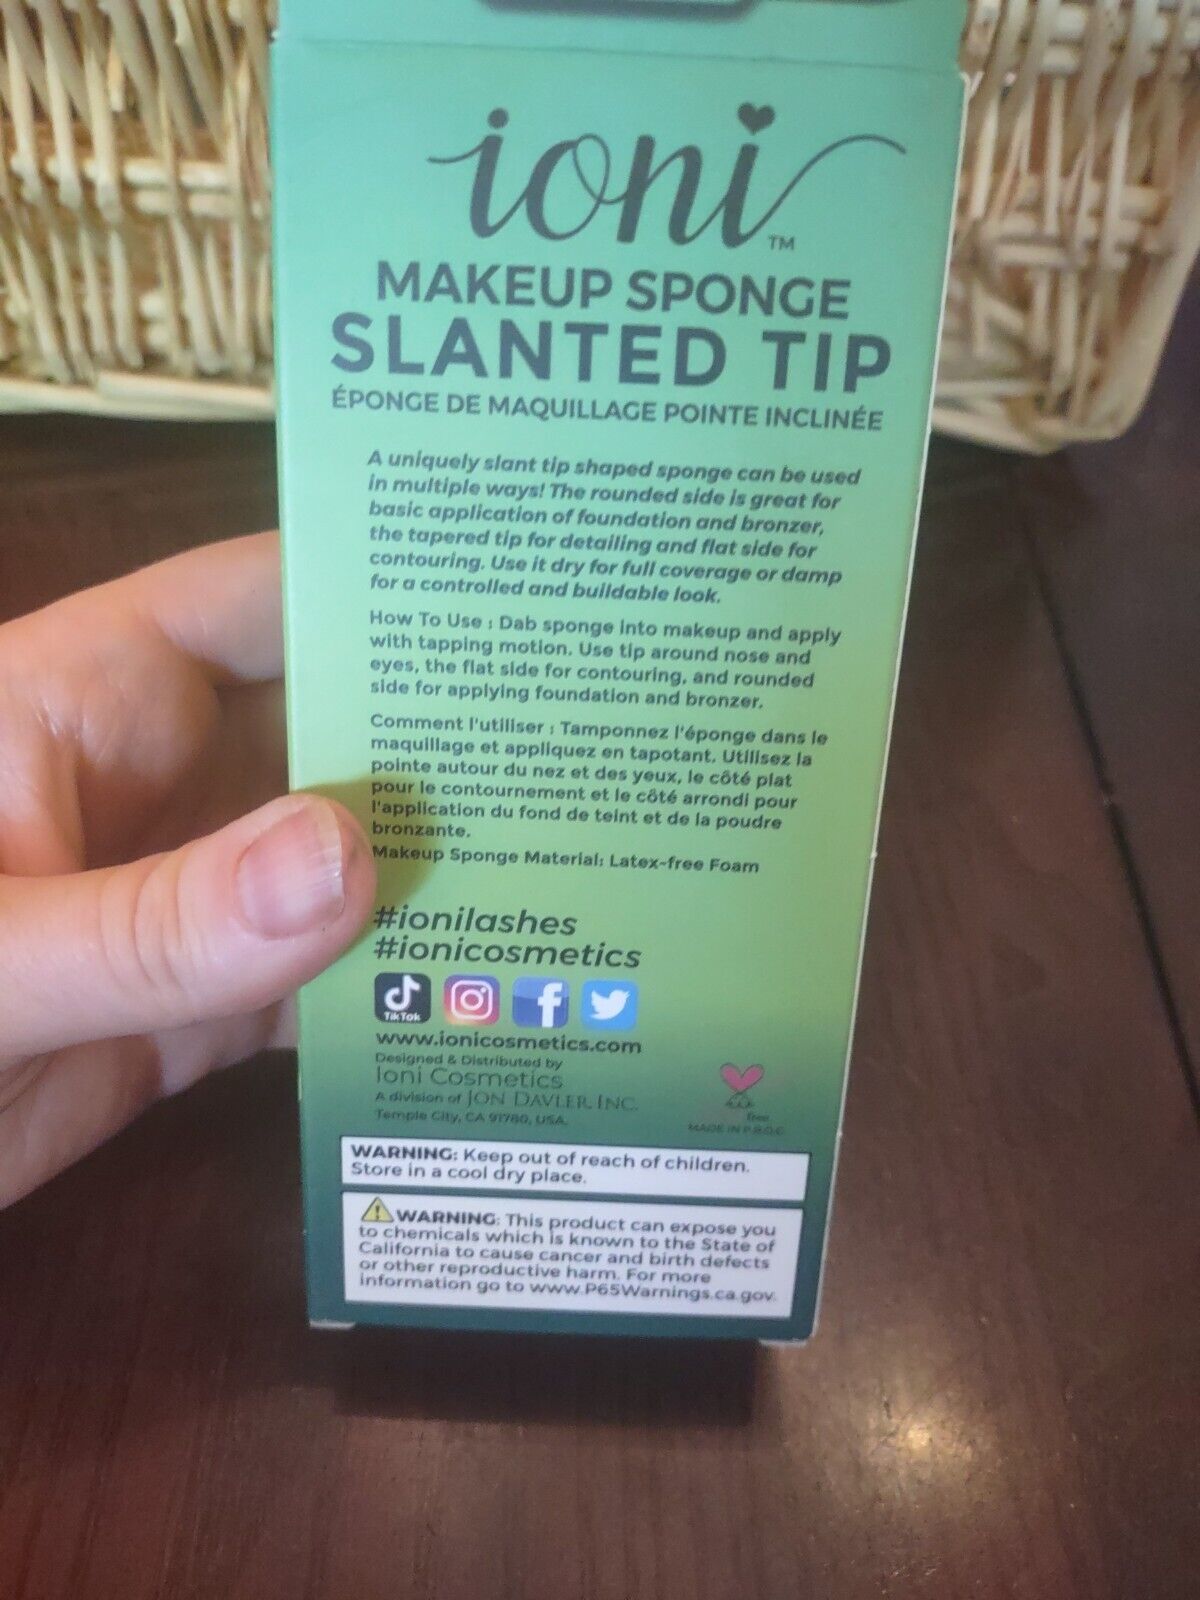 ioni
TM
MAKEUP SPONGE
SLANTED TIP
ÉPONGE DE MAQUILLAGE POINTE INCLINÉE
A uniquely slant tip shaped sponge can be used
in multiple ways! The rounded side is great for
basic application of foundation and bronzer,
the tapered tip for detailing and flat side for
contouring. Use it dry for full coverage or damp
for a controlled and buildable look.
How To Use : Dab sponge into makeup and apply
with tapping motion. Use tip around nose and
eyes, the flat side for contouring, and rounded
side for applying foundation and bronzer.
Comment l'utiliser : Tamponnez l'éponge dans le
maquillage et appliquez en tapotant. Utilisez la
pointe autour du nez et des yeux, le côté plat
pour le contournement et le côté arrondi pour
l'application du fond de teint et de la poudre
bronzante.
Makeup Sponge Material: Latex-free Foam
#ionilashes
#ionicosmetics
TikTok
www.ionicosmetics.com
Designed & Distributed by
Ioni Cosmetics
A division of JON DAVLER, INC.
Temple City, CA 91780, USA.
free
MADE IN P.R.O.C
WARNING: Keep out of reach of children.
Store in a cool dry place.
WARNING: This product can expose you
to chemicals which is known to the State of
California to cause cancer and birth defects
or other reproductive harm. For more
information go to www.P65Warnings.ca.gov.